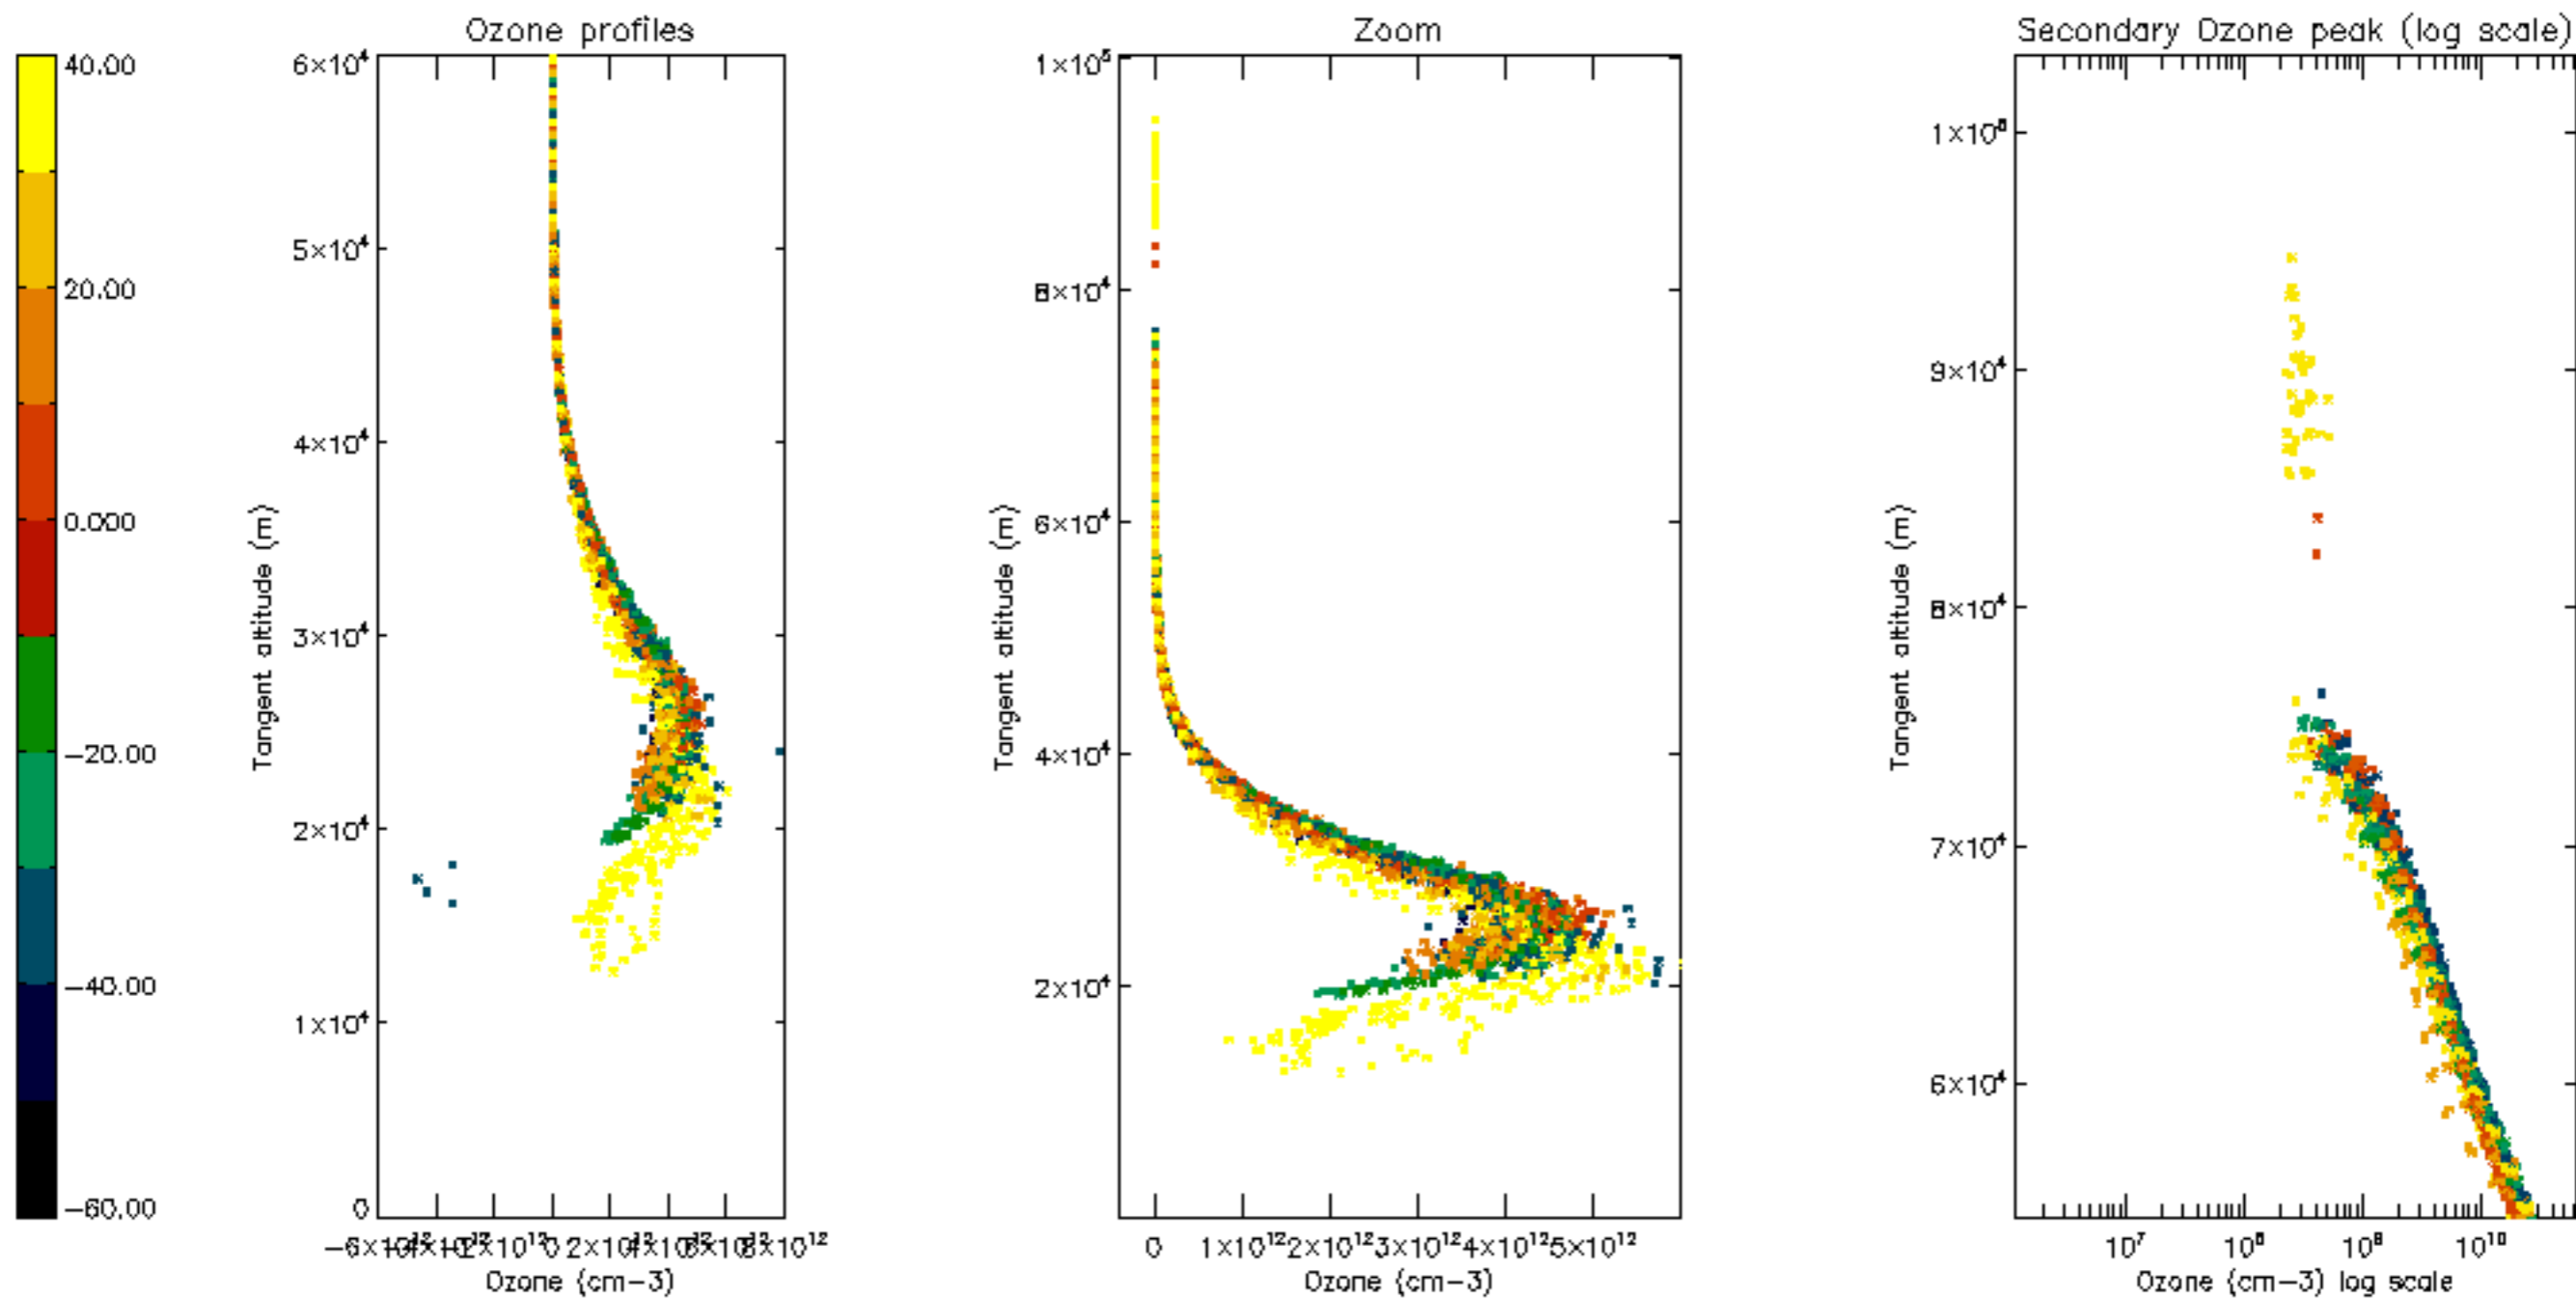 Ozone profiles
Zoom
Secondary Ozone peak (log scale)
40.00
20.00
0.000
−20.00
−40.00
−60.00
6×10⁴
5×10⁴
4×10⁴
3×10⁴
2×10⁴
1×10⁴
0
Tangent altitude (m)
0
8×10¹²
Ozone (cm−3)
1×10⁵
8×10⁴
6×10⁴
4×10⁴
2×10⁴
Tangent altitude (m)
0 1×10¹² 2×10¹² 3×10¹² 4×10¹² 5×10¹²
Ozone (cm−3)
1×10⁵
9×10⁴
8×10⁴
7×10⁴
6×10⁴
Tangent altitude (m)
10⁷ 10⁸ 10⁹ 10¹⁰
Ozone (cm−3) log scale